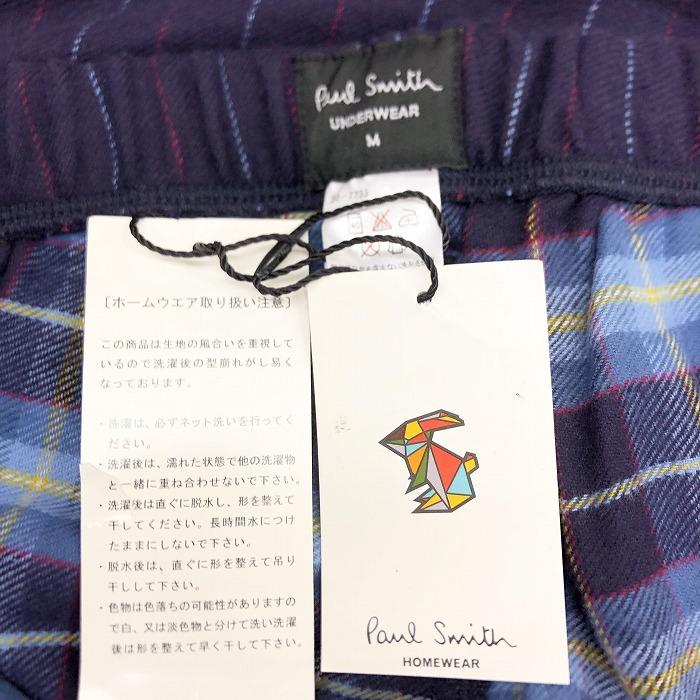 Paul Smith
UNDERWEAR
M
［ホームウエア取り扱い注意］
この商品は生地の風合いを重視して
いるので洗濯後の型崩れがし易く
なっております。
・洗濯は、必ずネット洗いを行ってく
ださい。
・洗濯後は、濡れた状態で他の洗濯物
と一緒に重ね合わせないで下さい。
・洗濯後は直ぐに脱水し、形を整えて
干してください。長時間水につけ
たままにしないで下さい。
・脱水後は、直ぐに形を整えて吊り
干しして下さい。
・色物は色落ちの可能性がありますの
で白、又は淡色物と分けて洗い洗濯
後は形を整えて早く干して下さい。
Paul Smith
HOMEWEAR